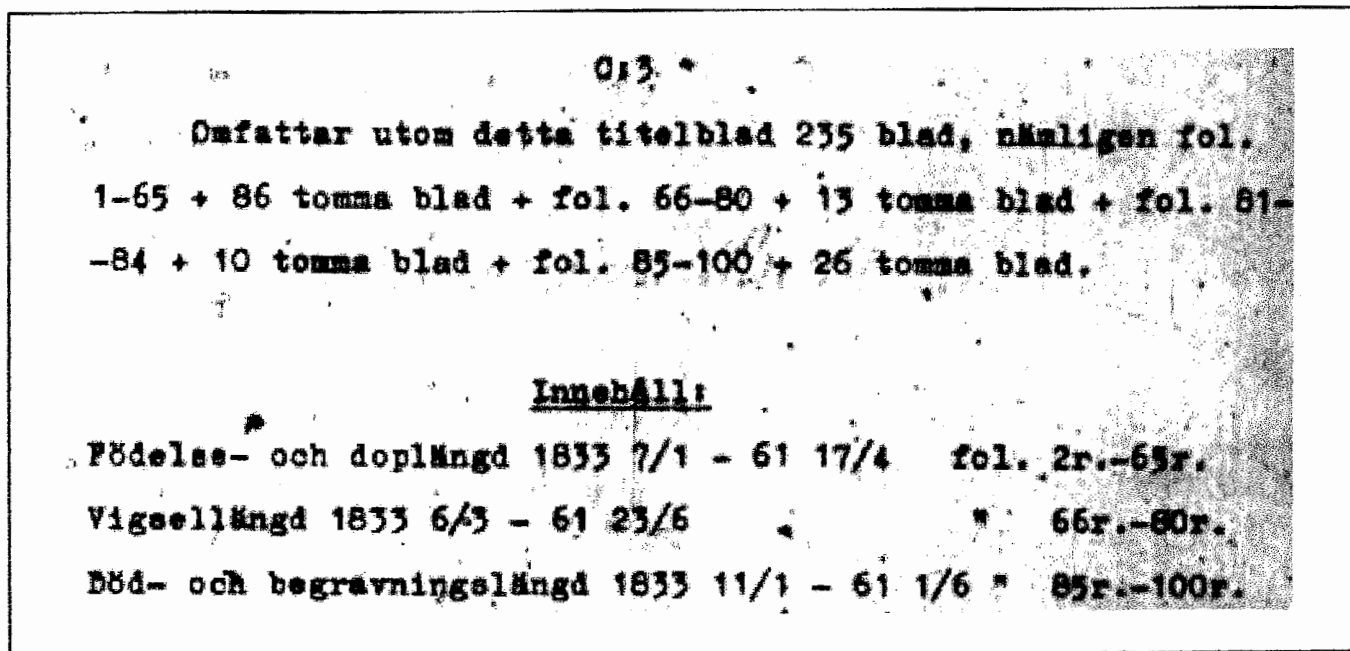 C:3
Omfattar utom detta titelblad 235 blad, nämligen fol.
1-65 + 86 tomma blad + fol. 66-80 + 13 tomma blad + fol. 81-
-84 + 10 tomma blad + fol. 85-100 + 26 tomma blad.
Innehåll:
Födelse- och doplängd 1833 7/1 - 61 17/4 fol. 2r.-65r.
Vigsellängd 1833 6/3 - 61 23/6 " 66r.-80r.
Död- och begravningslängd 1833 11/1 - 61 1/6 " 85r.-100r.